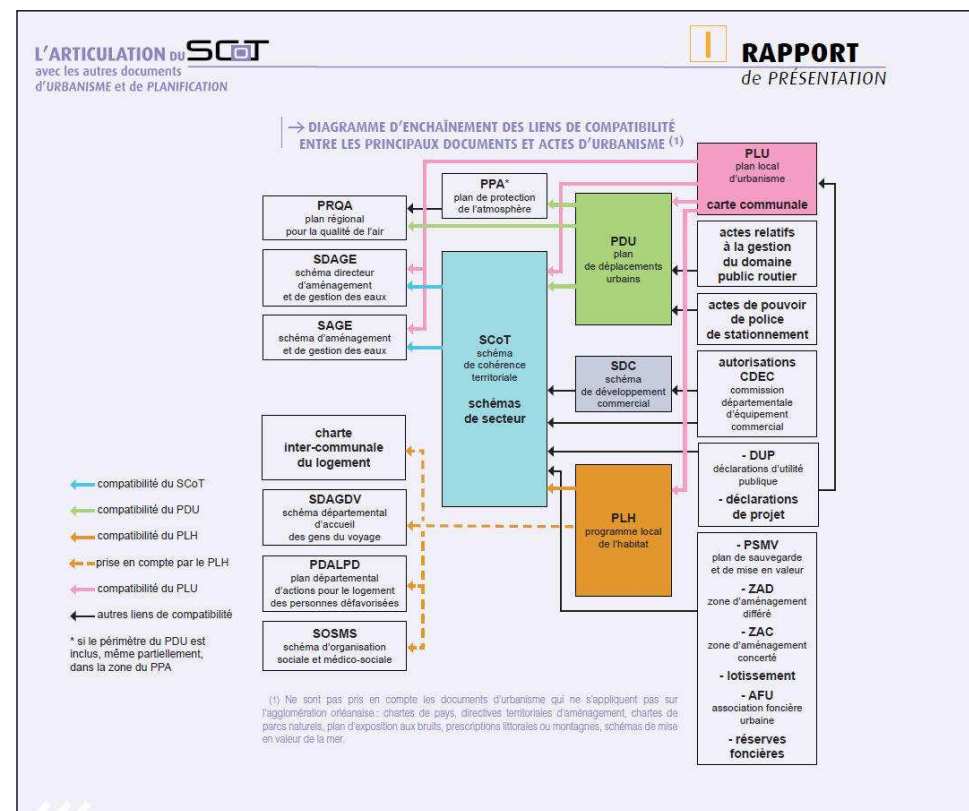 L'ARTICULATION DU SCOT
avec les autres documents
d'URBANISME et de PLANIFICATION
I RAPPORT
de PRÉSENTATION
→ DIAGRAMME D'ENCHAÎNEMENT DES LIENS DE COMPATIBILITÉ
ENTRE LES PRINCIPAUX DOCUMENTS ET ACTES D'URBANISME (1)
PRQA
plan régional
pour la qualité de l'air
SDAGE
schéma directeur
d'aménagement
et de gestion des eaux
SAGE
schéma d'aménagement
et de gestion des eaux
charte
inter-communale
du logement
SDAGDV
schéma départemental
d'accueil
des gens du voyage
PDALPD
plan départemental
d'actions pour le logement
des personnes défavorisées
SOSMS
schéma d'organisation
sociale et médico-sociale
PPA*
plan de protection
de l'atmosphère
SCoT
schéma
de cohérence
territoriale
schémas
de secteur
PDU
plan
de déplacements
urbains
SDC
schéma
de développement
commercial
PLH
programme local
de l'habitat
PLU
plan local
d'urbanisme
carte communale
actes relatifs
à la gestion
du domaine
public routier
actes de pouvoir
de police
de stationnement
autorisations
CDEC
commission
départementale
d'équipement
commercial
- DUP
déclarations d'utilité
publique
- déclarations
de projet
- PSMV
plan de sauvegarde
et de mise en valeur
- ZAD
zone d'aménagement
différé
- ZAC
zone d'aménagement
concerté
- lotissement
- AFU
association foncière
urbaine
- réserves
foncières
compatibilité du SCoT
compatibilité du PDU
compatibilité du PLH
prise en compte par le PLH
compatibilité du PLU
autres liens de compatibilité
* si le périmètre du PDU est
inclus, même partiellement,
dans la zone du PPA
(1) Ne sont pas pris en compte les documents d'urbanisme qui ne s'appliquent pas sur
l'agglomération orléanaise : chartes de pays, directives territoriales d'aménagement, chartes de
parcs naturels, plan d'exposition aux bruits, prescriptions littorales ou montagnes, schémas de mise
en valeur de la mer.